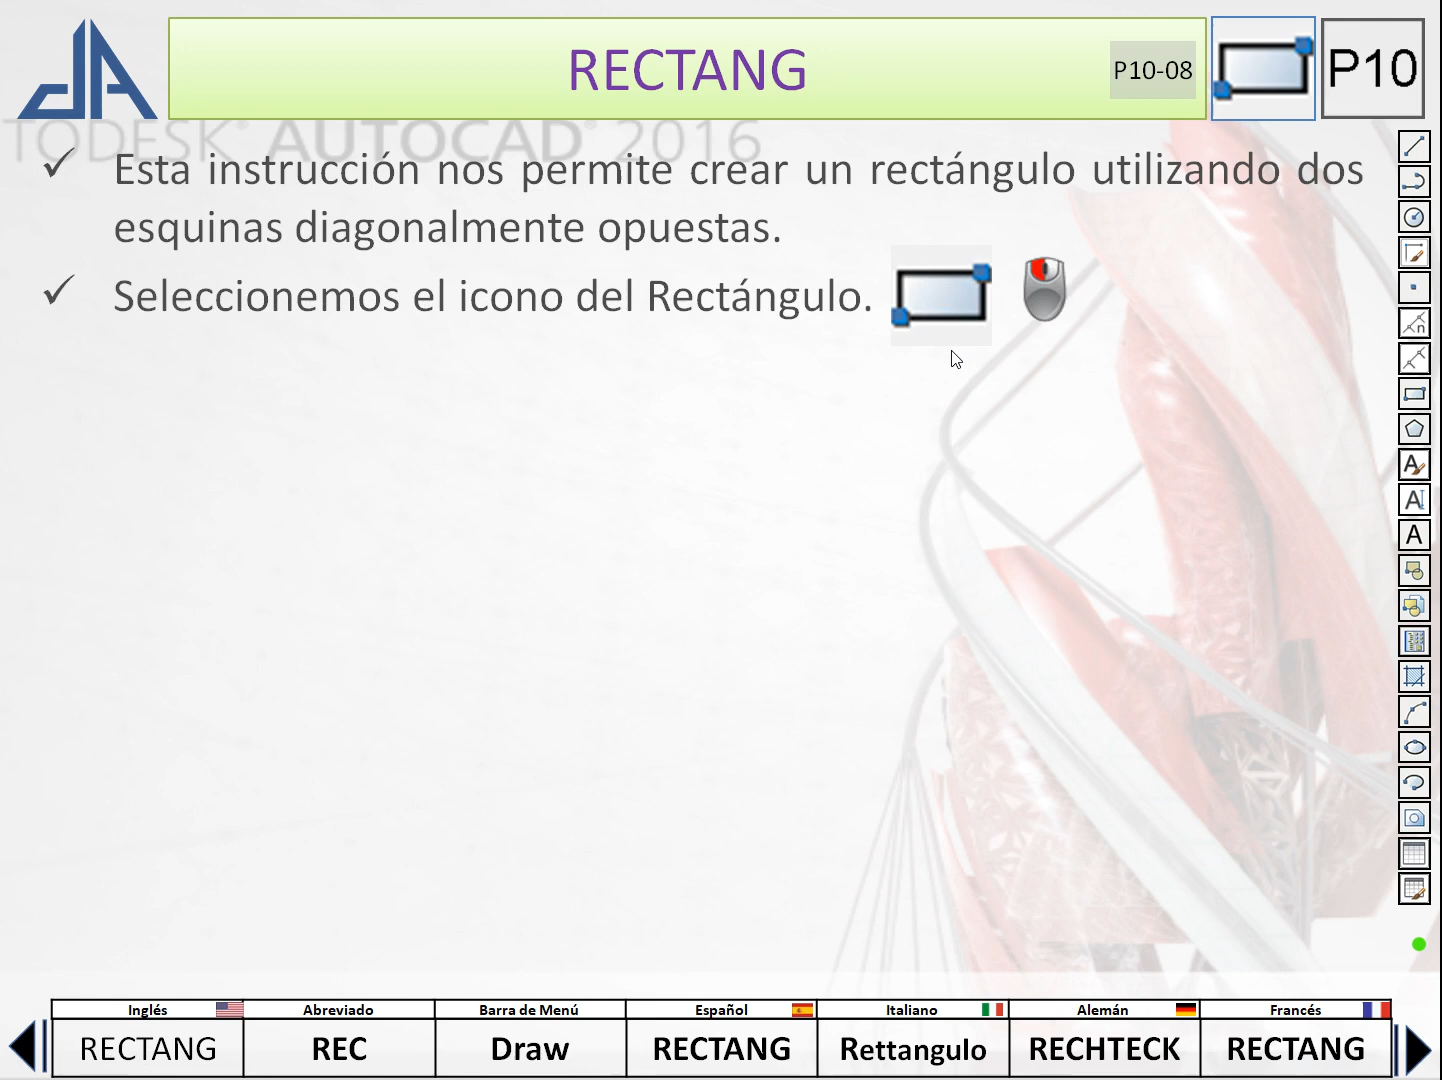 RECTANG
P10-08
P10
TODESK® AUTOCAD® 2016
✓ Esta instrucción nos permite crear un rectángulo utilizando dos
esquinas diagonalmente opuestas.
✓ Seleccionemos el icono del Rectángulo.
n
A
A
A
Inglés
Abreviado
Barra de Menú
Español
Italiano
Alemán
Francés
RECTANG
REC
Draw
RECTANG
Rettangulo
RECHTECK
RECTANG